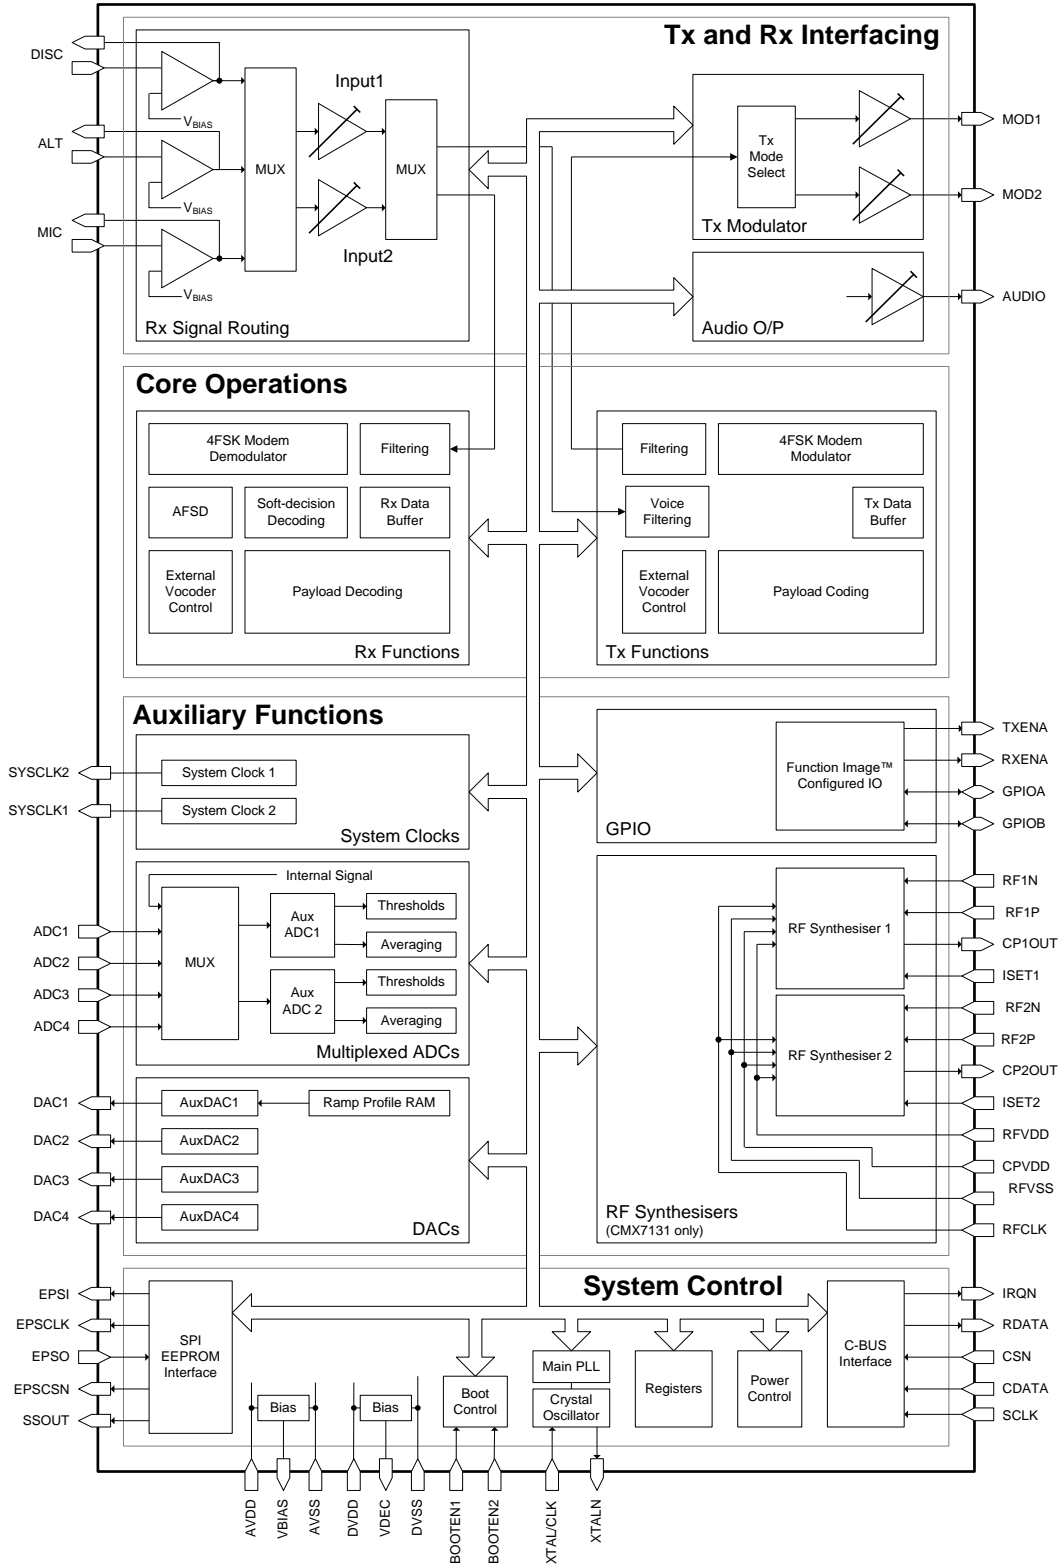 Tx and Rx Interfacing
DISC
ALT
MIC
V_BIAS
V_BIAS
V_BIAS
MUX
Input1
Input2
MUX
Rx Signal Routing
Tx
Mode
Select
Tx Modulator
Audio O/P
MOD1
MOD2
AUDIO
Core Operations
4FSK Modem
Demodulator
Filtering
AFSD
Soft-decision
Decoding
Rx Data
Buffer
External
Vocoder
Control
Payload Decoding
Rx Functions
Filtering
4FSK Modem
Modulator
Voice
Filtering
Tx Data
Buffer
External
Vocoder
Control
Payload Coding
Tx Functions
Auxiliary Functions
SYSCLK2
SYSCLK1
System Clock 1
System Clock 2
System Clocks
Function Image™
Configured IO
GPIO
TXENA
RXENA
GPIOA
GPIOB
ADC1
ADC2
ADC3
ADC4
Internal Signal
MUX
Aux
ADC1
Thresholds
Averaging
Aux
ADC 2
Thresholds
Averaging
Multiplexed ADCs
DAC1
DAC2
DAC3
DAC4
AuxDAC1
Ramp Profile RAM
AuxDAC2
AuxDAC3
AuxDAC4
DACs
RF Synthesiser 1
RF Synthesiser 2
RF Synthesisers
(CMX7131 only)
RF1N
RF1P
CP1OUT
ISET1
RF2N
RF2P
CP2OUT
ISET2
RFVDD
CPVDD
RFVSS
RFCLK
System Control
EPSI
EPSCLK
EPSO
EPSCSN
SSOUT
SPI
EEPROM
Interface
Bias
Bias
Boot
Control
Main PLL
Crystal
Oscillator
Registers
Power
Control
C-BUS
Interface
IRQN
RDATA
CSN
CDATA
SCLK
AVDD
VBIAS
AVSS
DVDD
VDEC
DVSS
BOOTEN1
BOOTEN2
XTAL/CLK
XTALN